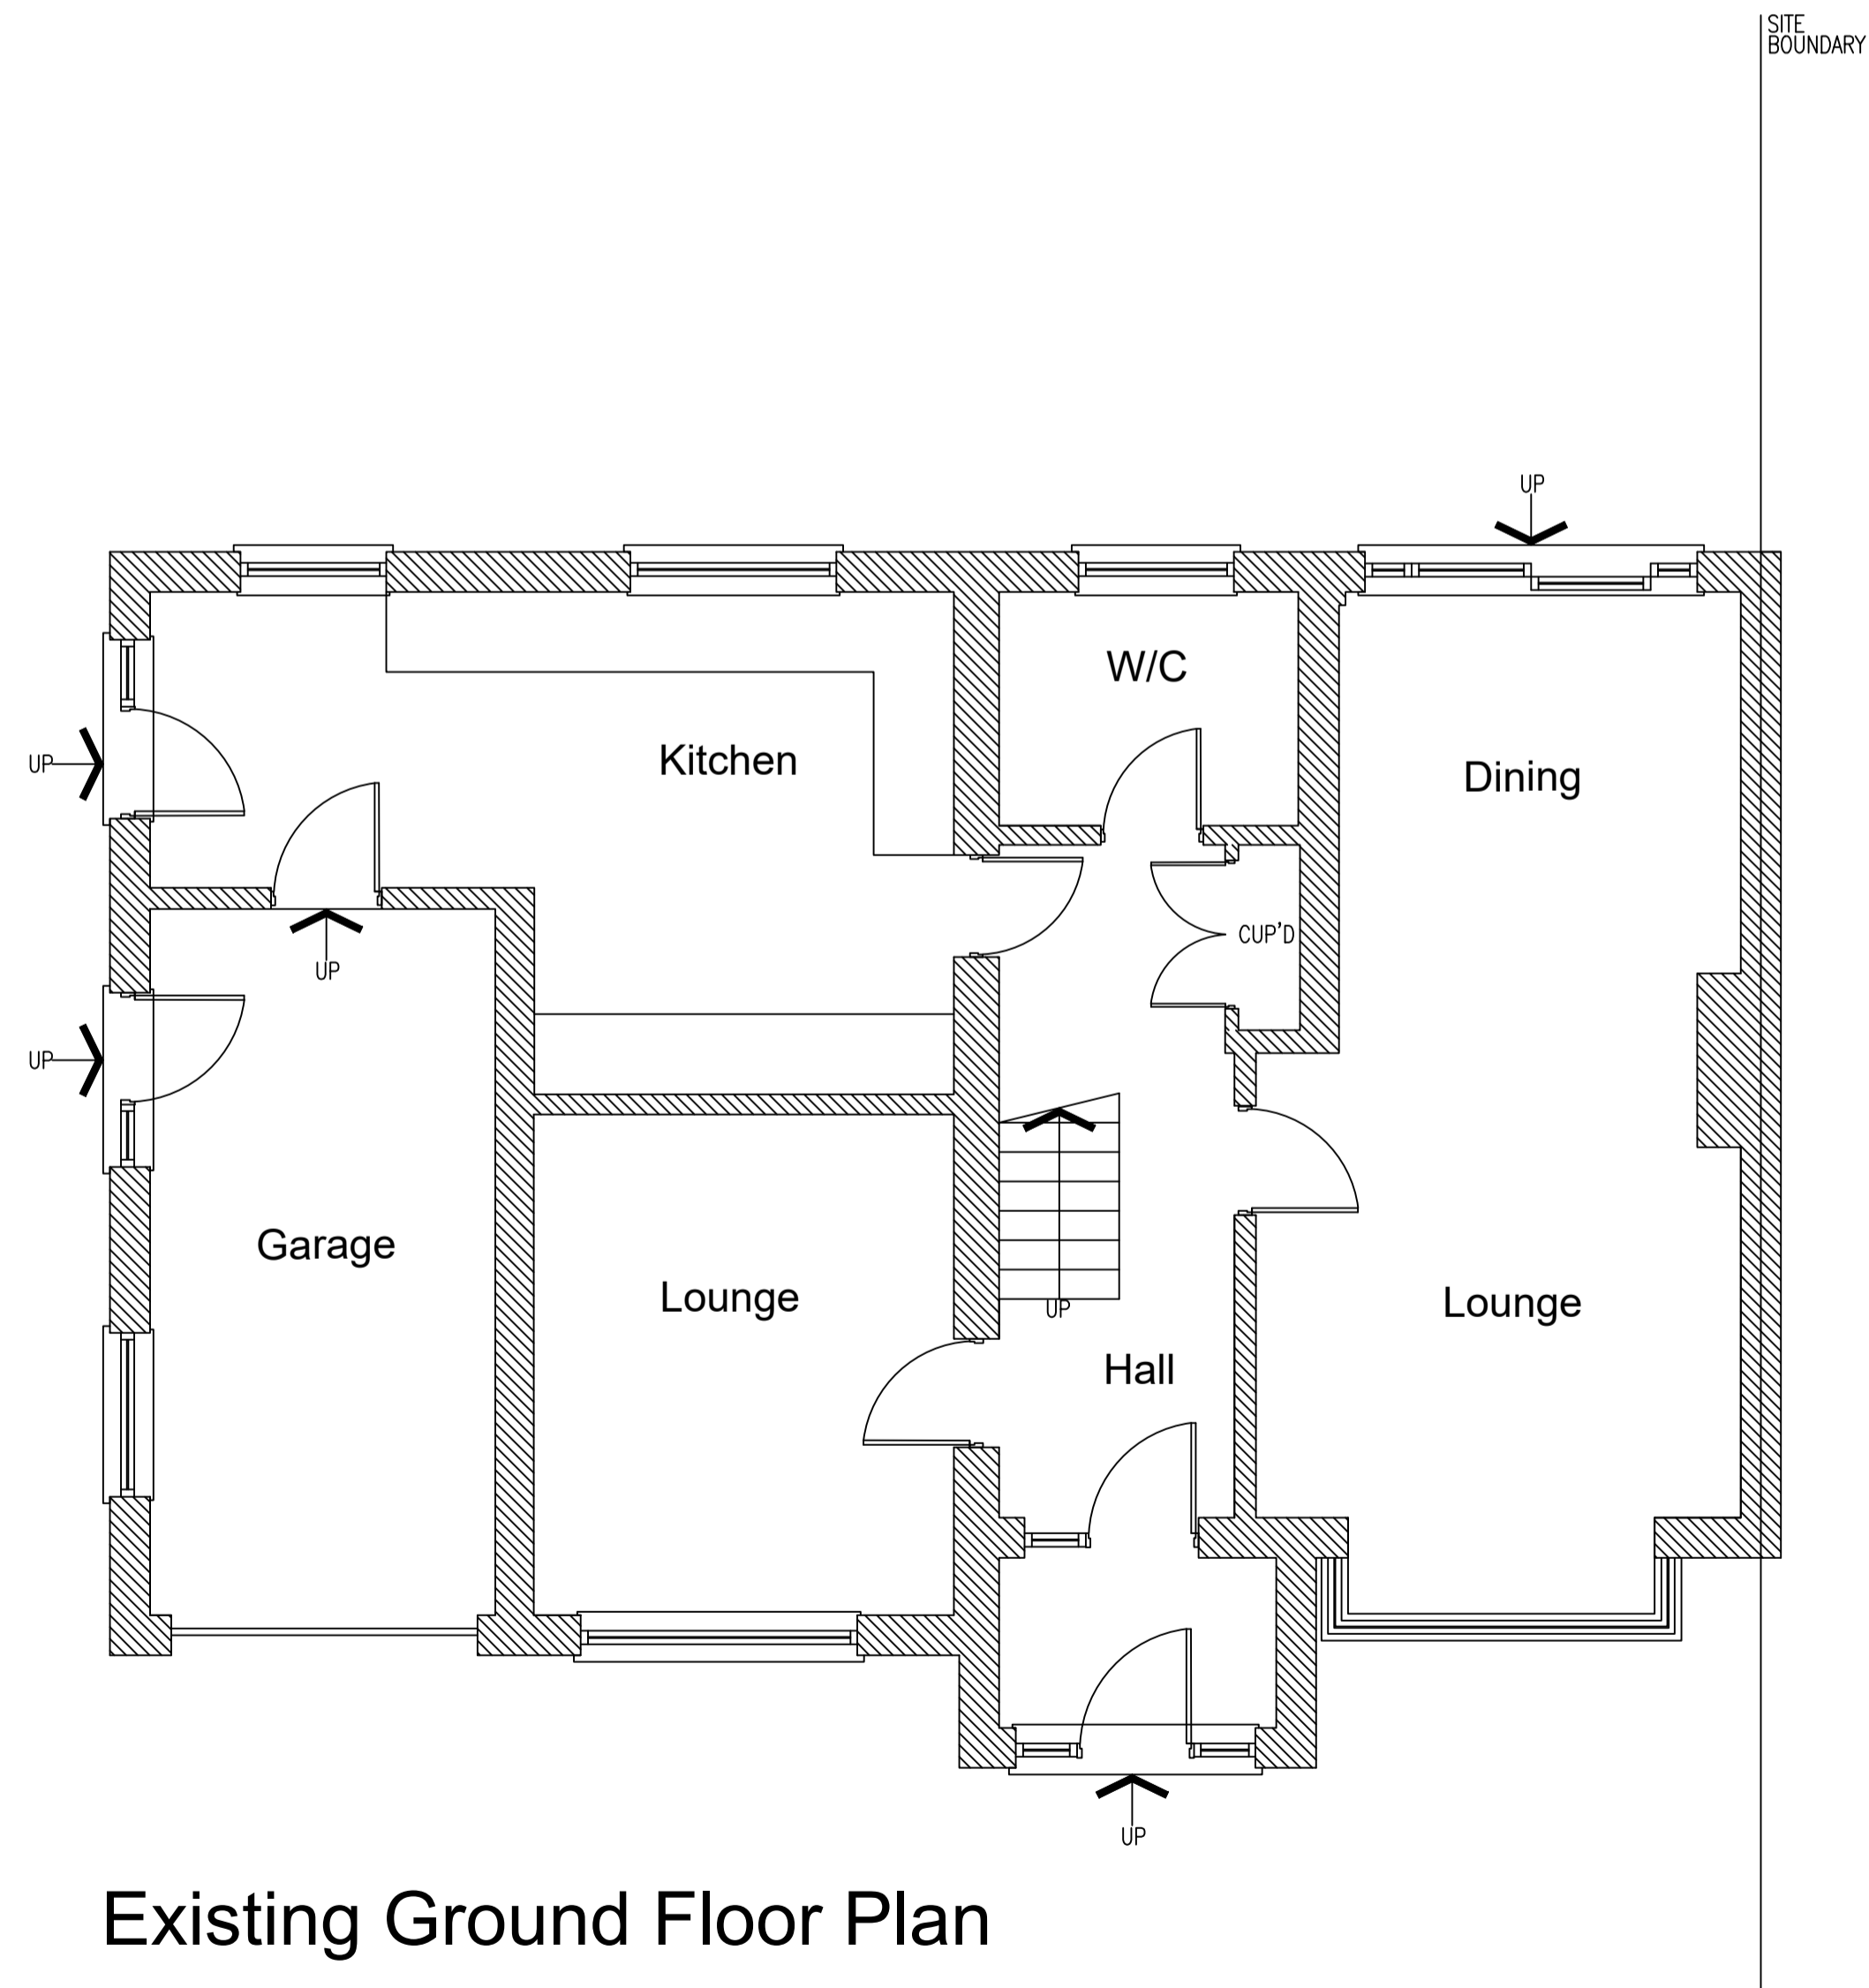 SITE
BOUNDARY
UP
W/C
Kitchen
UP
Dining
CUP'D
UP
UP
Garage
Lounge
UP
Lounge
Hall
UP
Existing Ground Floor Plan